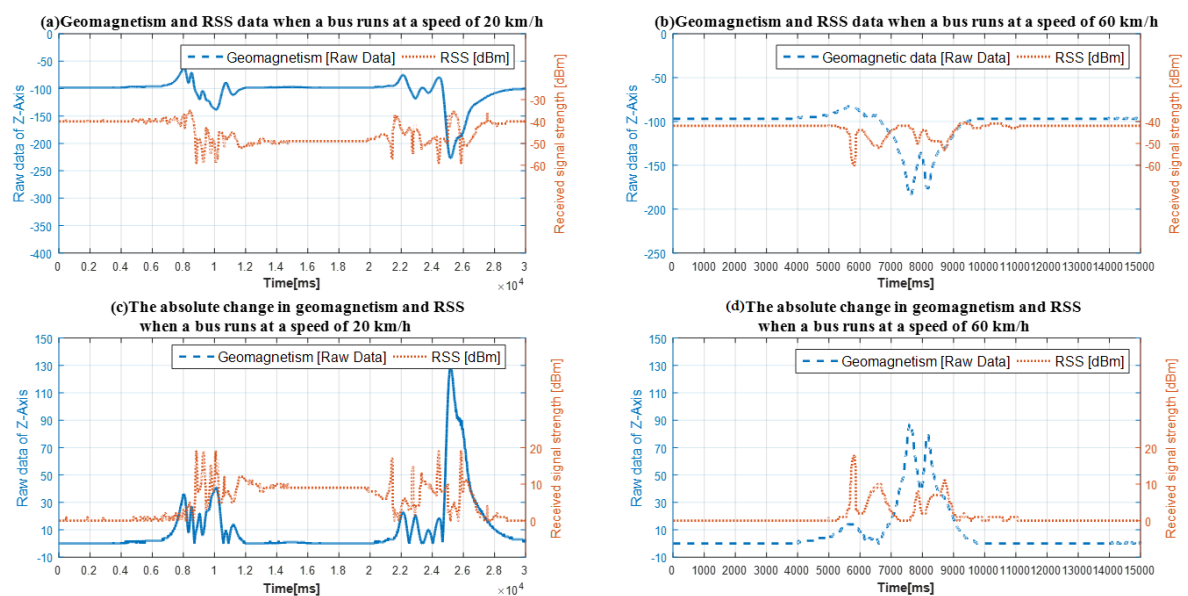 (a)Geomagnetism and RSS data when a bus runs at a speed of 20 km/h
Geomagnetism [Raw Data] RSS [dBm]
Raw data of Z-Axis
0
-50
-100
-150
-200
-250
-300
-350
-400
-30
-40
-50
-60
Received signal strength [dBm]
0 0.2 0.4 0.6 0.8 1 1.2 1.4 1.6 1.8 2 2.2 2.4 2.6 2.8 3
Time[ms]
×10⁴
(b)Geomagnetism and RSS data when a bus runs at a speed of 60 km/h
Geomagnetic data [Raw Data] RSS [dBm]
Raw data of Z-Axis
0
-50
-100
-150
-200
-250
-40
-50
-60
Received signal strength [dBm]
0 1000 2000 3000 4000 5000 6000 7000 8000 9000 10000 11000 12000 13000 14000 15000
Time[ms]
(c)The absolute change in geomagnetism and RSS
when a bus runs at a speed of 20 km/h
Geomagnetism [Raw Data] RSS [dBm]
Raw data of Z-Axis
150
130
110
90
70
50
30
10
-10
20
10
0
Received signal strength [dBm]
0 0.2 0.4 0.6 0.8 1 1.2 1.4 1.6 1.8 2 2.2 2.4 2.6 2.8 3
Time[ms]
×10⁴
(d)The absolute change in geomagnetism and RSS
when a bus runs at a speed of 60 km/h
Geomagnetism [Raw Data] RSS [dBm]
Raw data of Z-Axis
150
130
110
90
70
50
30
10
-10
20
10
0
Received signal strength [dBm]
0 1000 2000 3000 4000 5000 6000 7000 8000 9000 10000 11000 12000 13000 14000 15000
Time[ms]